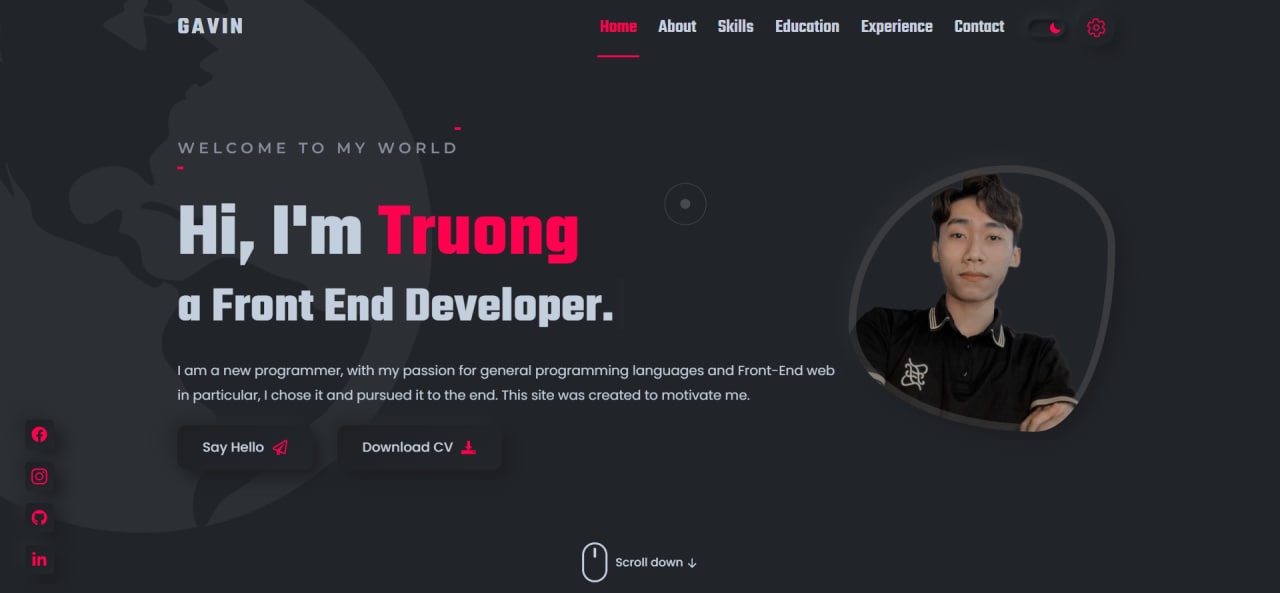 GAVIN
Home About Skills Education Experience Contact
WELCOME TO MY WORLD
Hi, I'm Truong
a Front End Developer.
I am a new programmer, with my passion for general programming languages and Front-End web
in particular, I chose it and pursued it to the end. This site was created to motivate me.
Say Hello
Download CV
Scroll down ↓